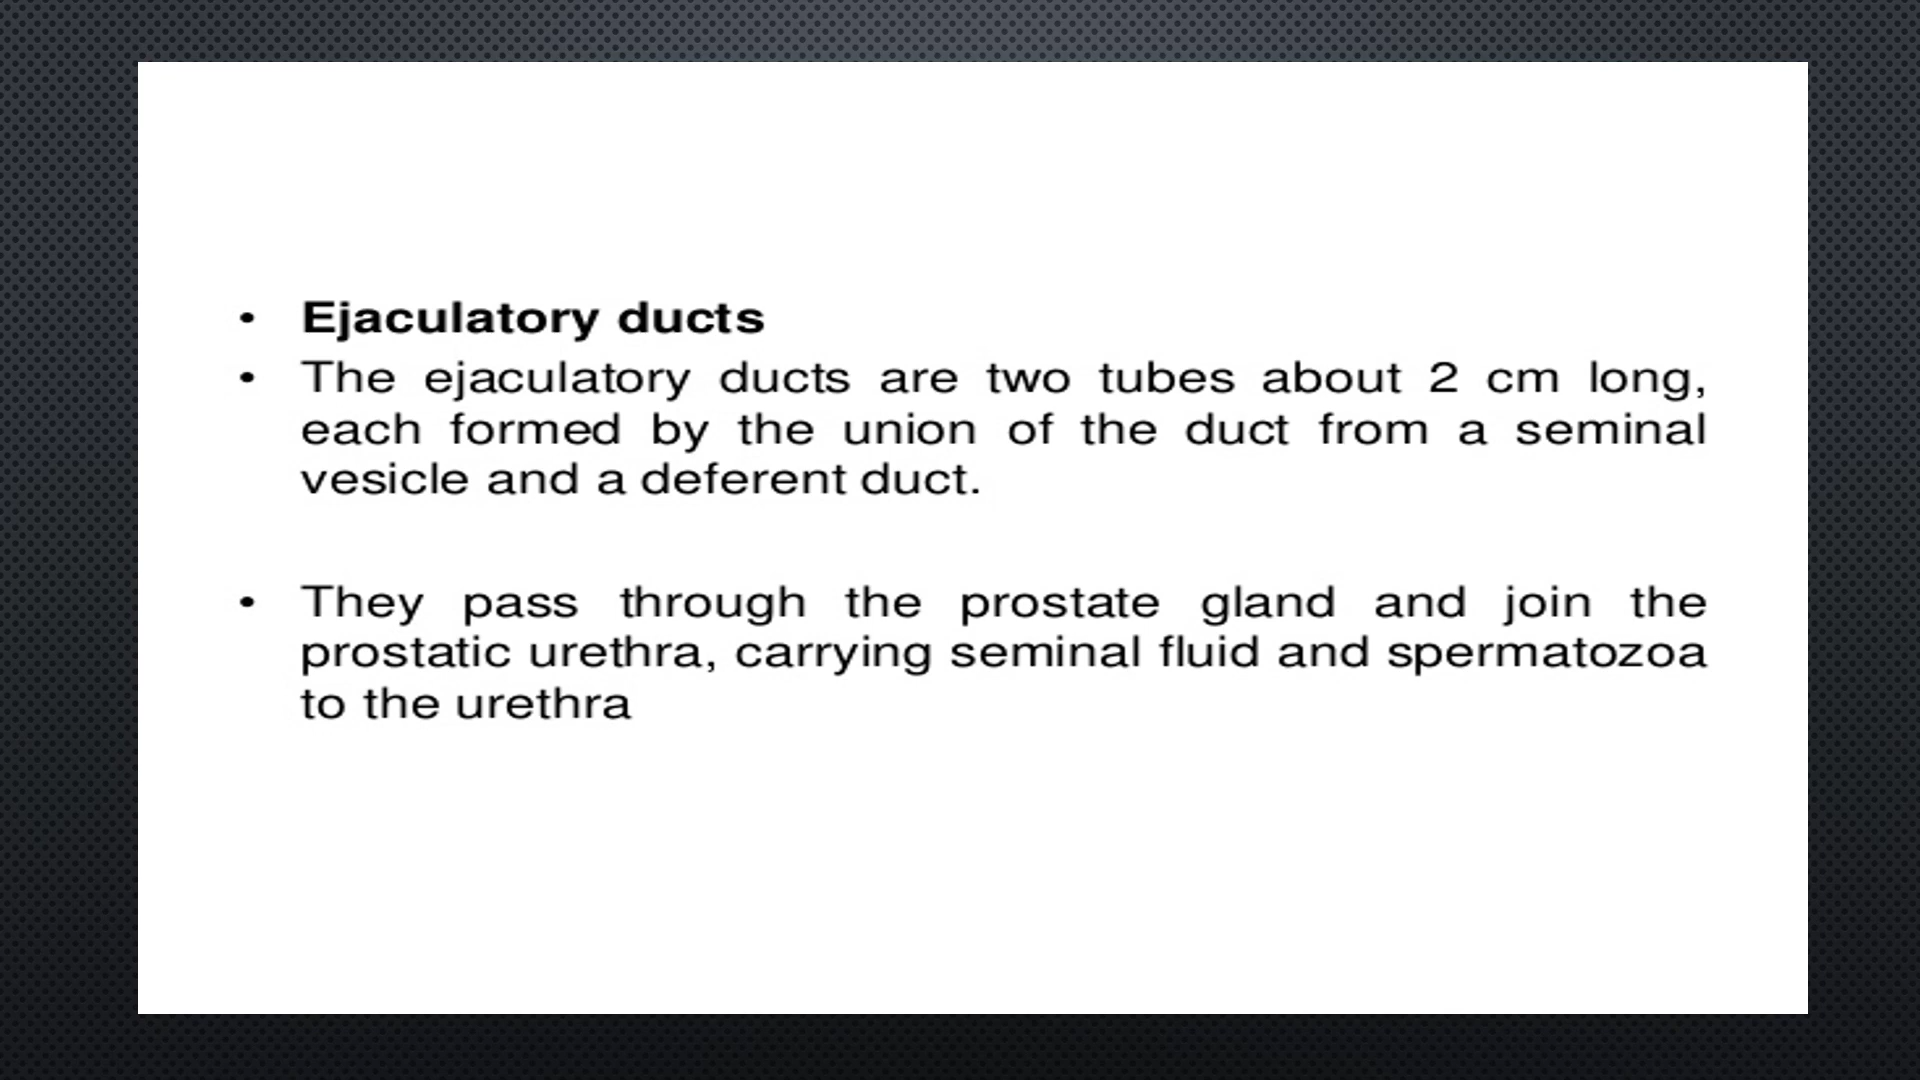 • Ejaculatory ducts
• The ejaculatory ducts are two tubes about 2 cm long,
each formed by the union of the duct from a seminal
vesicle and a deferent duct.
• They pass through the prostate gland and join the
prostatic urethra, carrying seminal fluid and spermatozoa
to the urethra